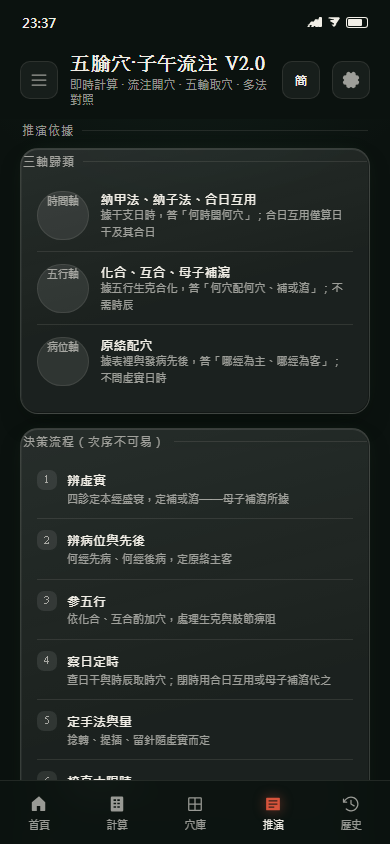 23:37
五腧穴·子午流注 V2.0
即時計算 · 流注開穴 · 五輸取穴 · 多法
對照
簡
推演依據
三軸歸類
時間軸
納甲法、納子法、合日互用
據干支日時，答「何時開何穴」；合日互用僅算日
干及其合日
五行軸
化合、互合、母子補瀉
據五行生克合化，答「何穴配何穴、補或瀉」；不
需時辰
病位軸
原絡配穴
據表裡與發病先後，答「哪經為主、哪經為客」；
不問虛實日時
決策流程（次序不可易）
1
辨虛實
四診定本經盛衰，定補或瀉——母子補瀉所據
2
辨病位與先後
何經先病、何經後病，定原絡主客
3
參五行
依化合、互合酌加穴，處理生克與肢節痹阻
4
察日定時
查日干與時辰取時穴；閉時用合日互用或母子補瀉代之
5
定手法與量
捻轉、提插、留針隨虛實而定
首頁
計算
穴庫
推演
歷史